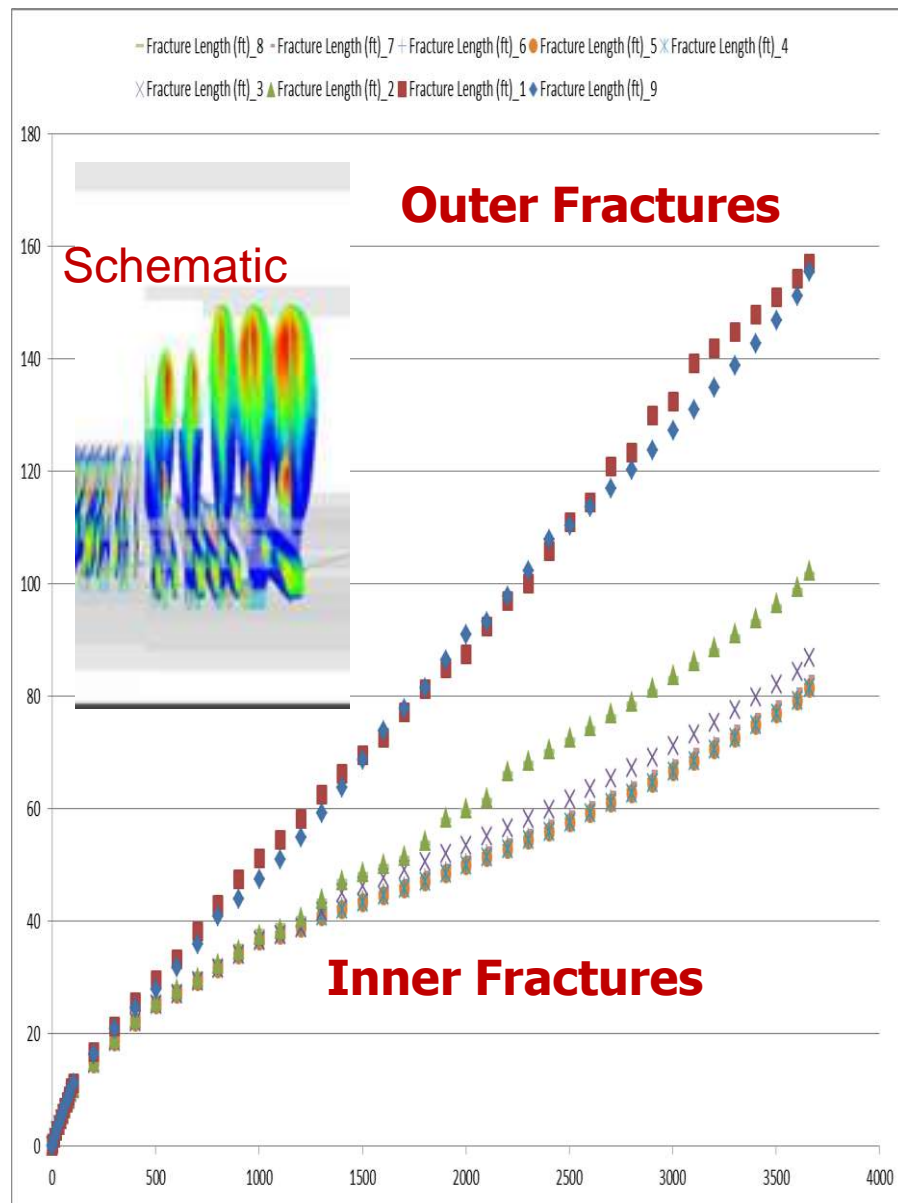 Fracture Length (ft)_8 Fracture Length (ft)_7 Fracture Length (ft)_6 Fracture Length (ft)_5 Fracture Length (ft)_4
Fracture Length (ft)_3 Fracture Length (ft)_2 Fracture Length (ft)_1 Fracture Length (ft)_9
180
Outer Fractures
160
Schematic
140
120
100
80
60
40
Inner Fractures
20
0
0 500 1000 1500 2000 2500 3000 3500 4000